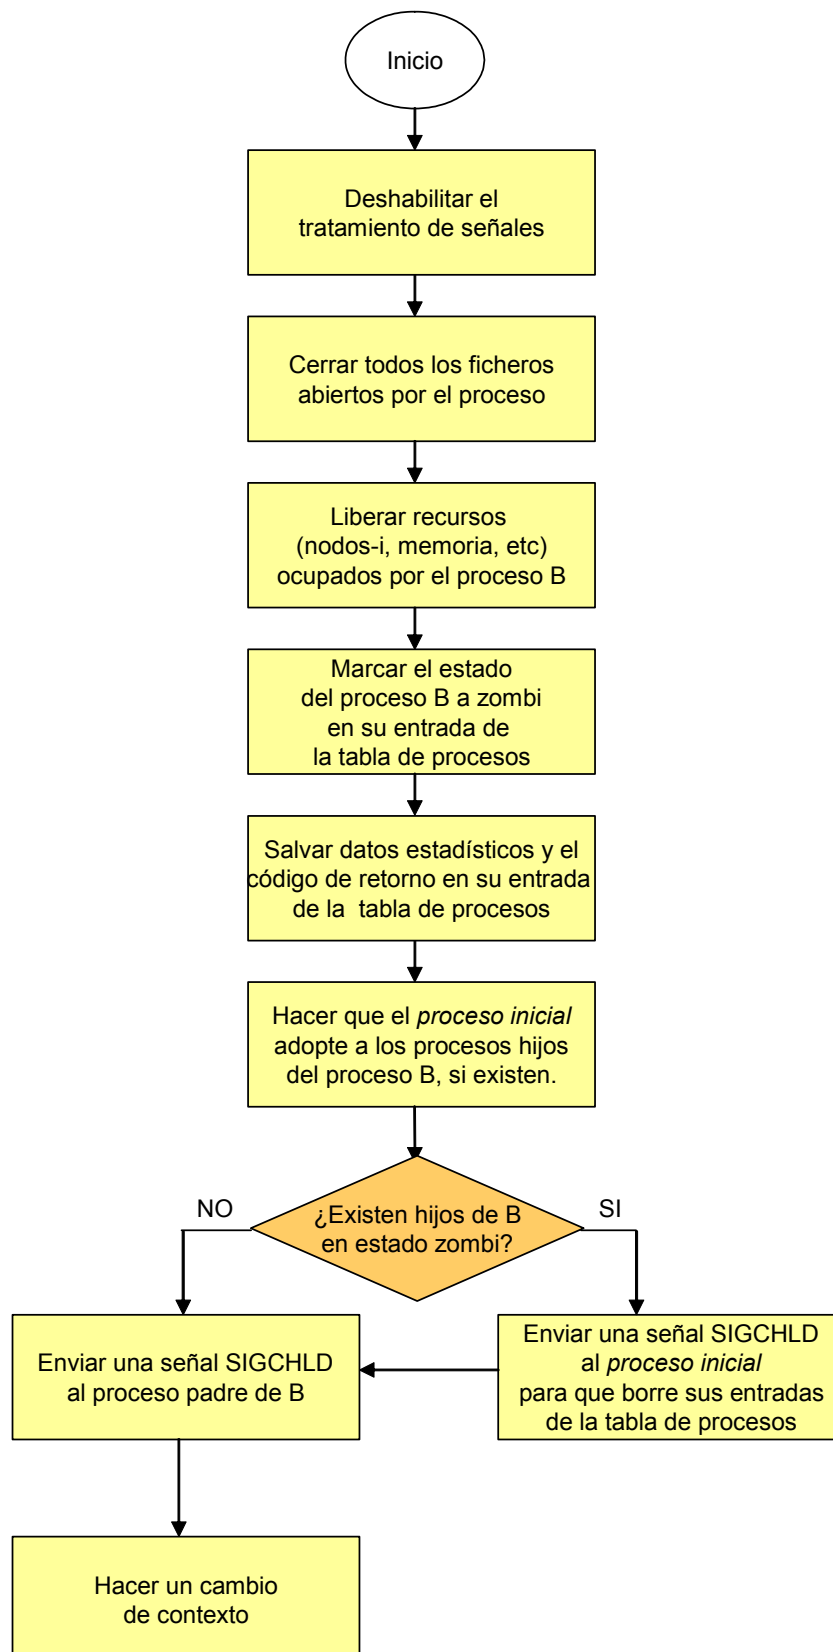 Inicio
Deshabilitar el
tratamiento de señales
Cerrar todos los ficheros
abiertos por el proceso
Liberar recursos
(nodos-i, memoria, etc)
ocupados por el proceso B
Marcar el estado
del proceso B a zombi
en su entrada de
la tabla de procesos
Salvar datos estadísticos y el
código de retorno en su entrada
de la tabla de procesos
Hacer que el proceso inicial
adopte a los procesos hijos
del proceso B, si existen.
¿Existen hijos de B
en estado zombi?
NO
SI
Enviar una señal SIGCHLD
al proceso padre de B
Enviar una señal SIGCHLD
al proceso inicial
para que borre sus entradas
de la tabla de procesos
Hacer un cambio
de contexto